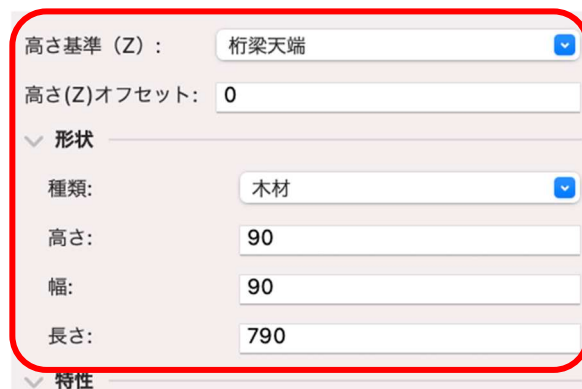 高さ基準（Z）: 桁梁天端
高さ(Z)オフセット: 0
形状
種類: 木材
高さ: 90
幅: 90
長さ: 790
特性